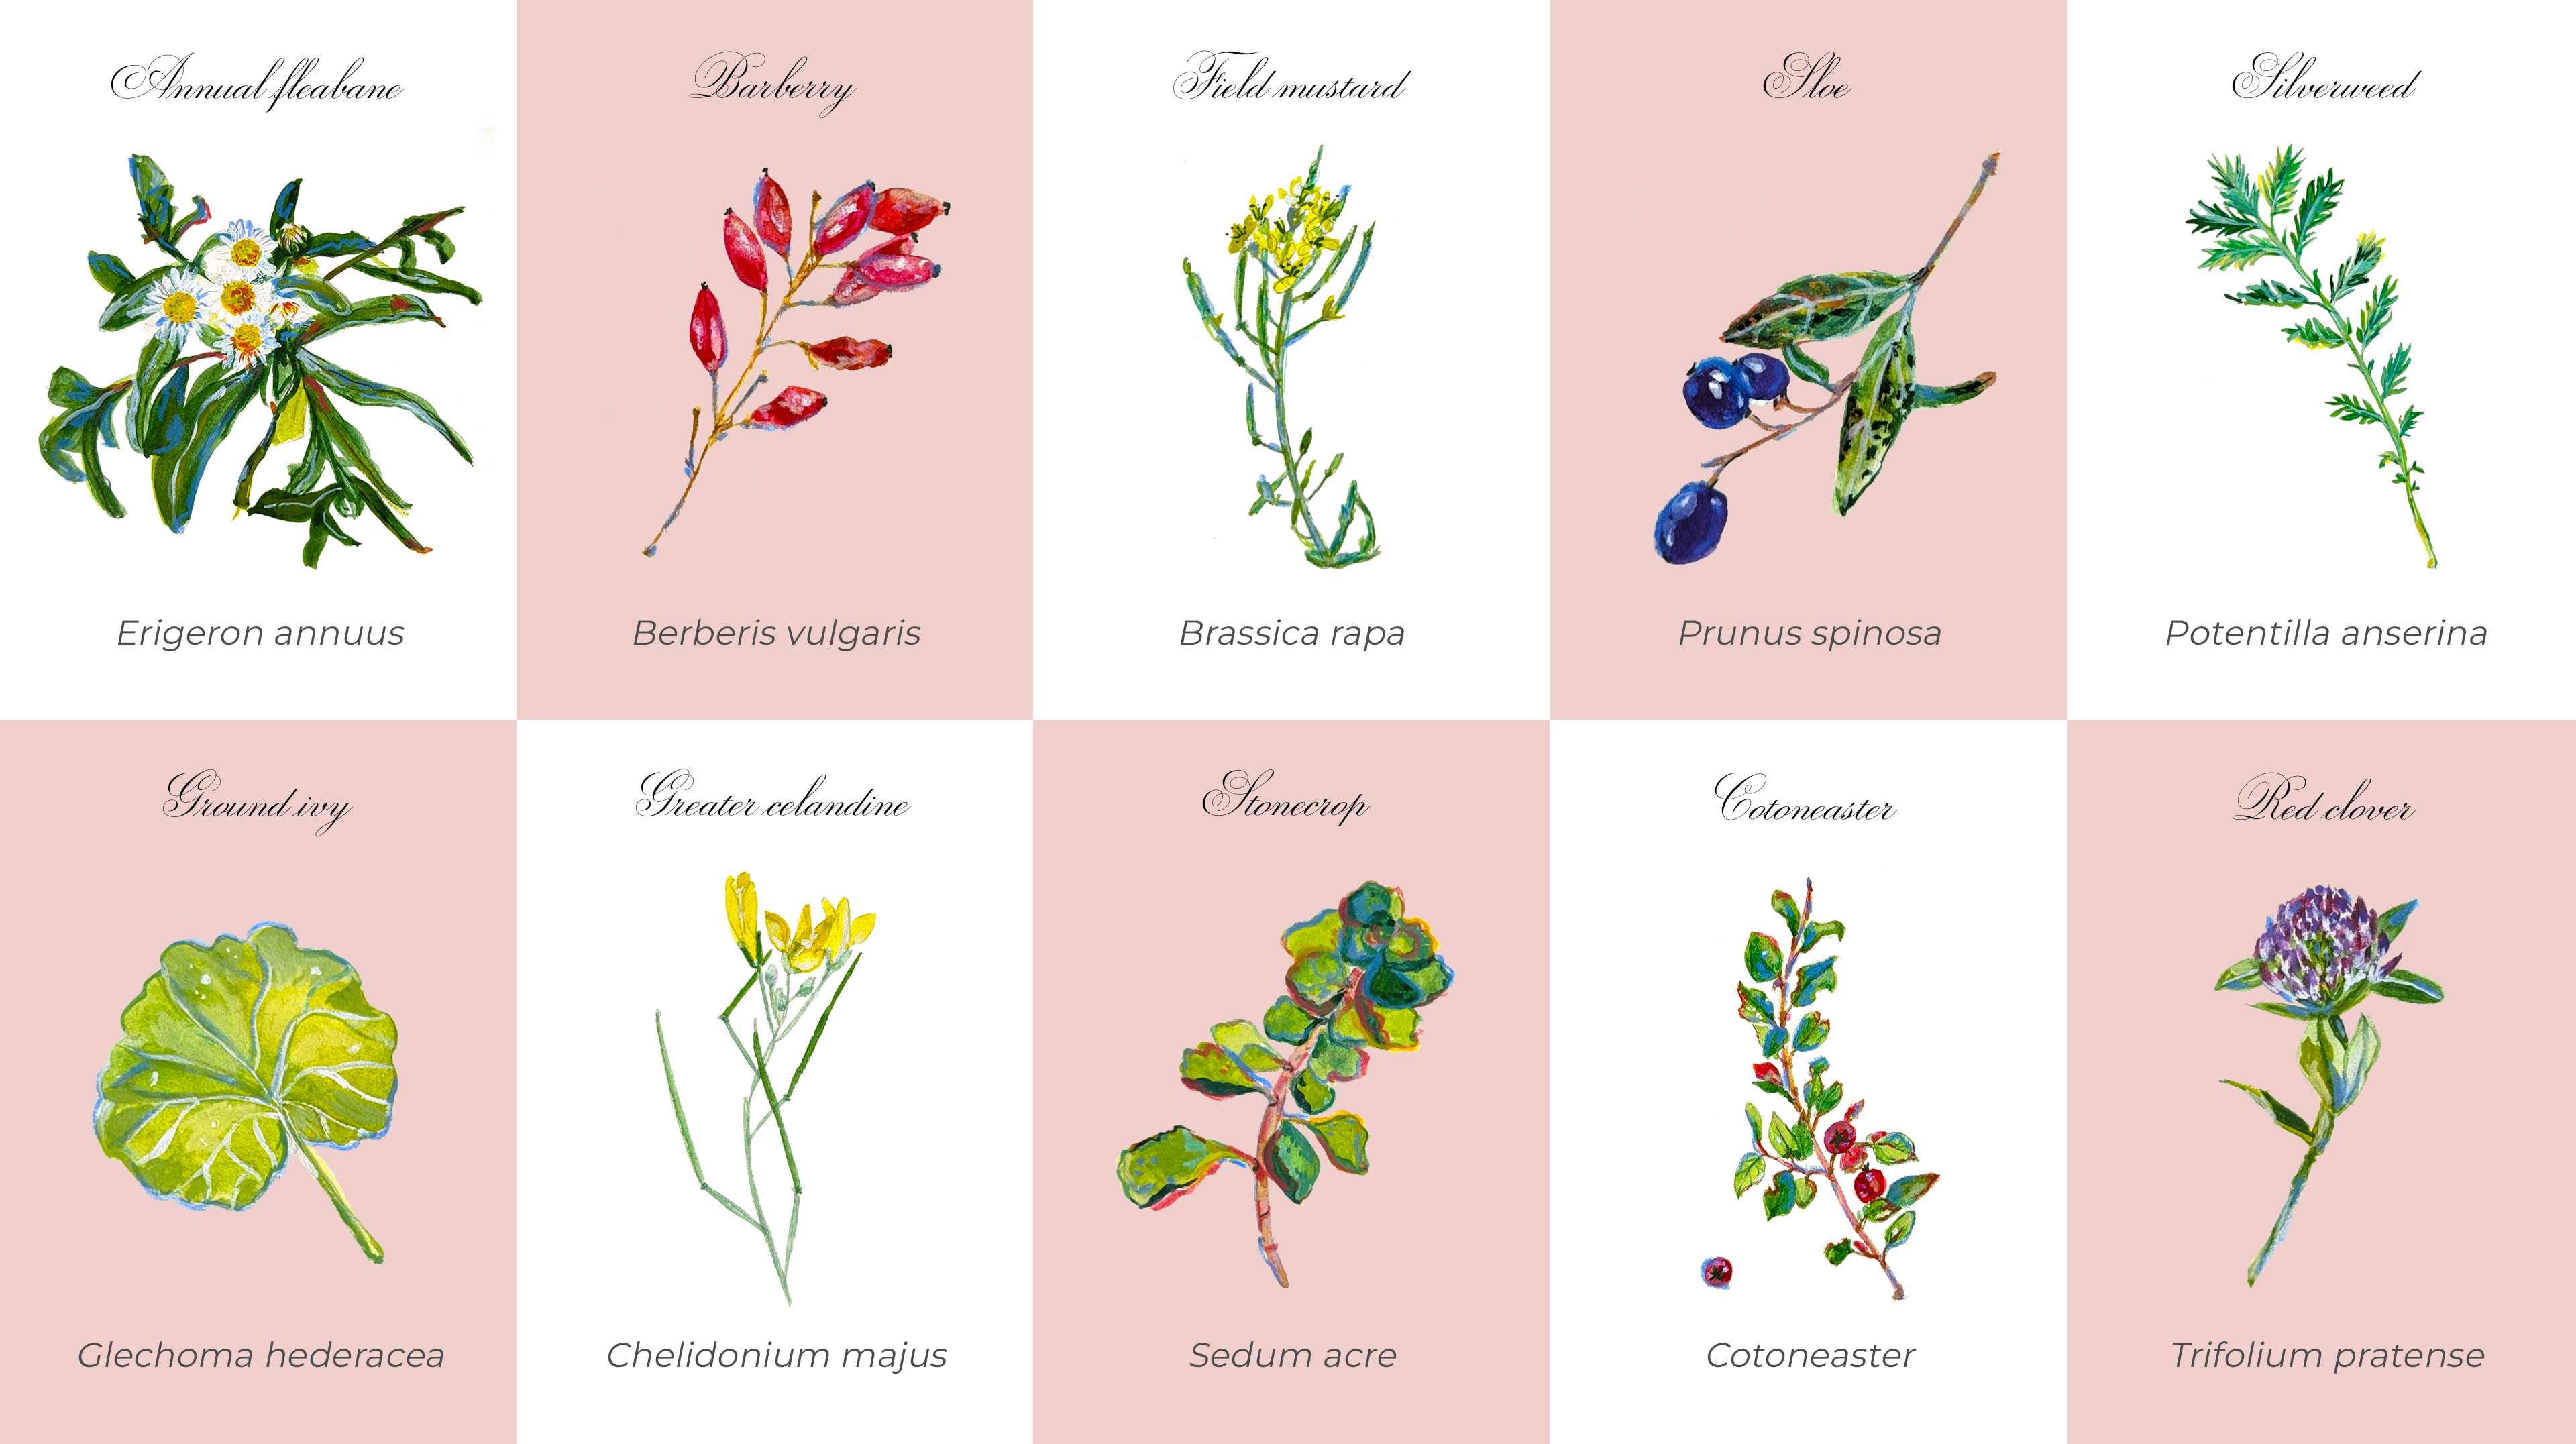 Annual fleabane
Barberry
Field mustard
Sloe
Silverweed
Erigeron annuus
Berberis vulgaris
Brassica rapa
Prunus spinosa
Potentilla anserina
Ground ivy
Greater celandine
Stonecrop
Cotoneaster
Red clover
Glechoma hederacea
Chelidonium majus
Sedum acre
Cotoneaster
Trifolium pratense